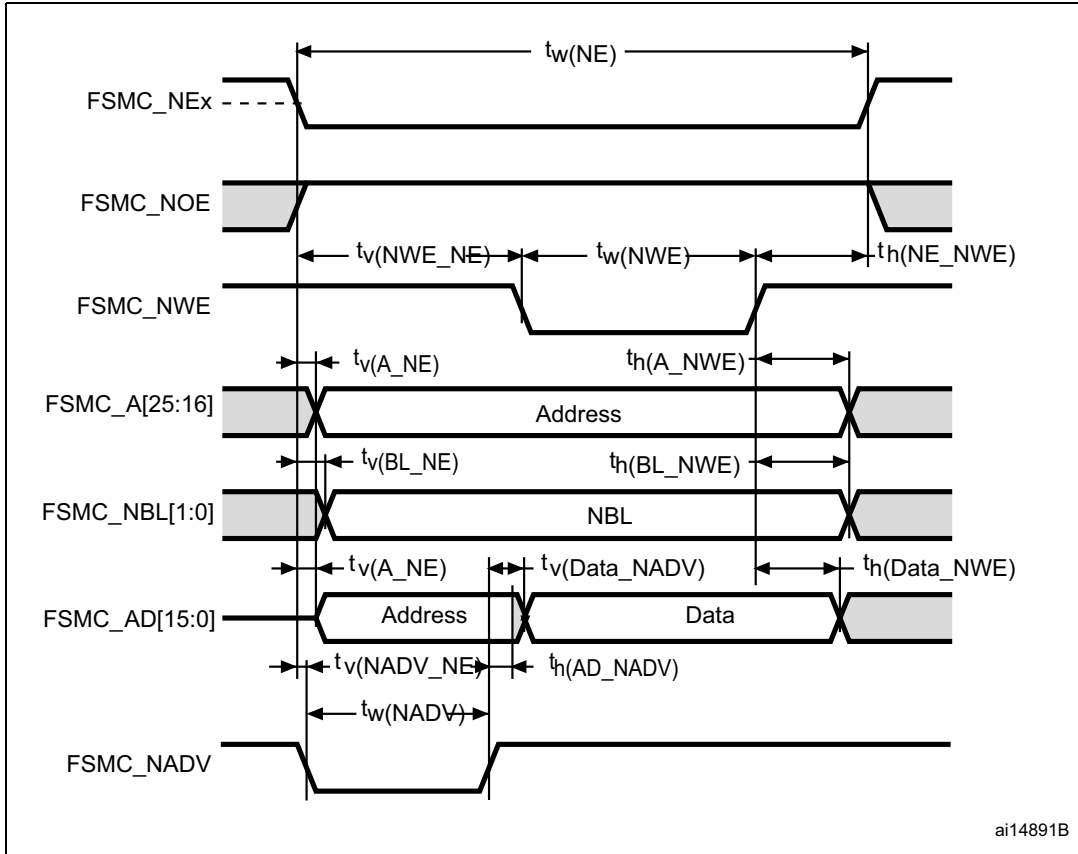 tw(NE)
FSMC_NEx
FSMC_NOE
tv(NWE_NE) tw(NWE) th(NE_NWE)
FSMC_NWE
tv(A_NE) th(A_NWE)
FSMC_A[25:16] Address
tv(BL_NE) th(BL_NWE)
FSMC_NBL[1:0] NBL
tv(A_NE) tv(Data_NADV) th(Data_NWE)
FSMC_AD[15:0] Address Data
tv(NADV_NE) th(AD_NADV)
tw(NADV)
FSMC_NADV
ai14891B